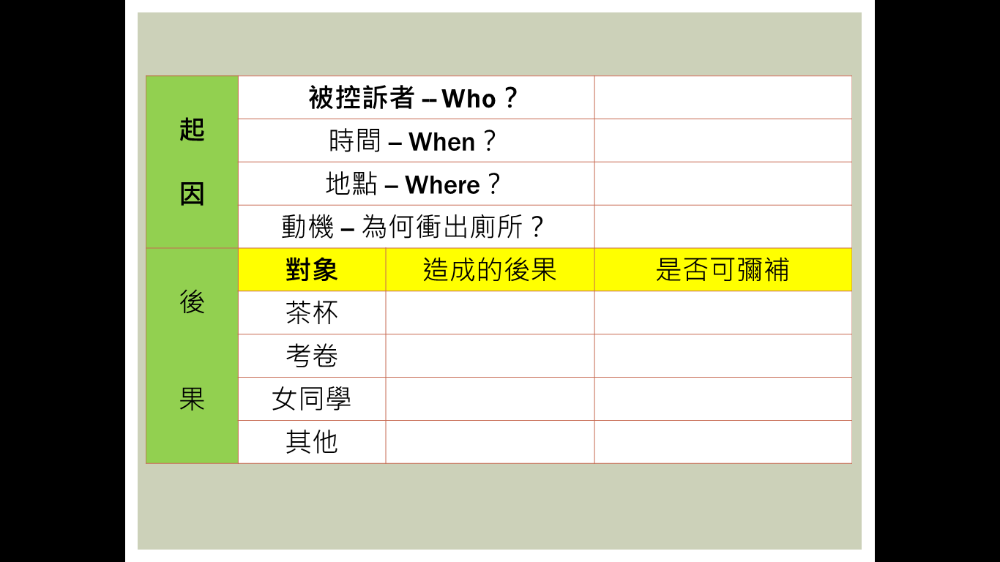 起
因
被控訴者 -- Who？
時間 – When？
地點 – Where？
動機 – 為何衝出廁所？
後
果
對象 造成的後果 是否可彌補
茶杯
考卷
女同學
其他